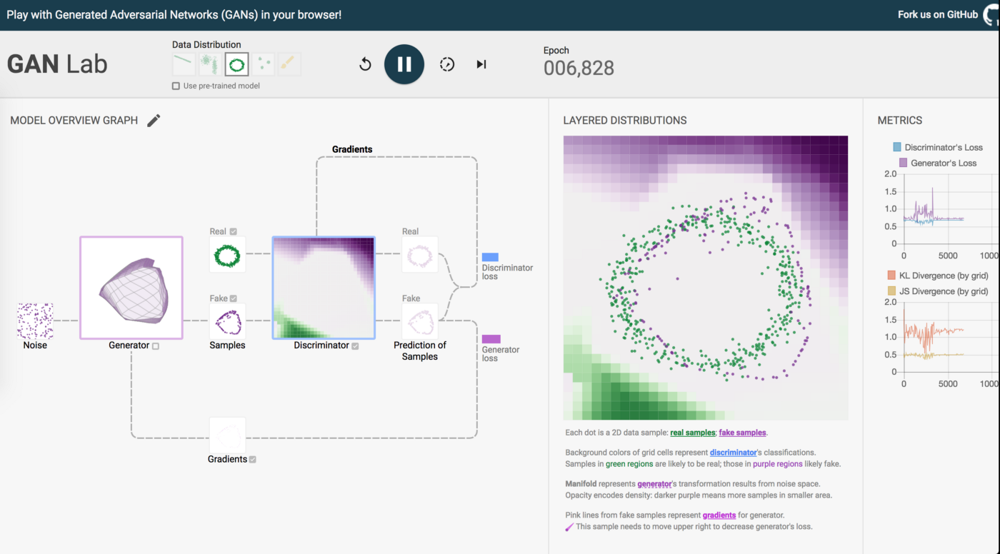 Play with Generated Adversarial Networks (GANs) in your browser!
Fork us on GitHub
GAN Lab
Data Distribution
Use pre-trained model
Epoch
006,828
MODEL OVERVIEW GRAPH
Gradients
Real
Fake
Noise
Generator
Samples
Discriminator
Real
Fake
Prediction of
Samples
Discriminator
loss
Generator
loss
Gradients
LAYERED DISTRIBUTIONS
Each dot is a 2D data sample: real samples; fake samples.
Background colors of grid cells represent discriminator's classifications.
Samples in green regions are likely to be real; those in purple regions likely fake.
Manifold represents generator's transformation results from noise space.
Opacity encodes density: darker purple means more samples in smaller area.
Pink lines from fake samples represent gradients for generator.
This sample needs to move upper right to decrease generator's loss.
METRICS
Discriminator's Loss
Generator's Loss
2.0
1.5
1.0
0.5
0
0 5000 1000
KL Divergence (by grid)
JS Divergence (by grid)
2.0
1.5
1.0
0.5
0
0 5000 1000